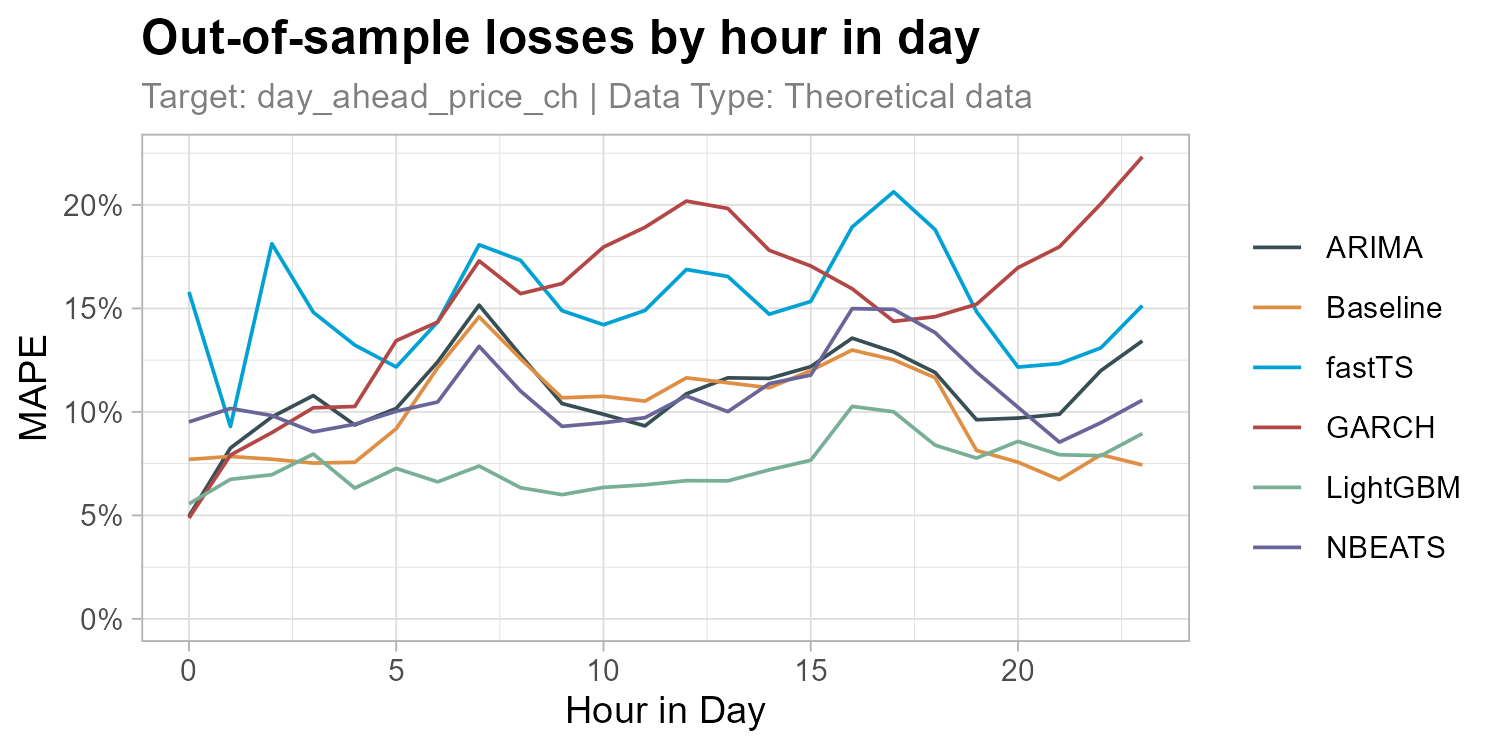 Out-of-sample losses by hour in day
Target: day_ahead_price_ch | Data Type: Theoretical data
MAPE
20%
15%
10%
5%
0%
0 5 10 15 20
Hour in Day
ARIMA
Baseline
fastTS
GARCH
LightGBM
NBEATS